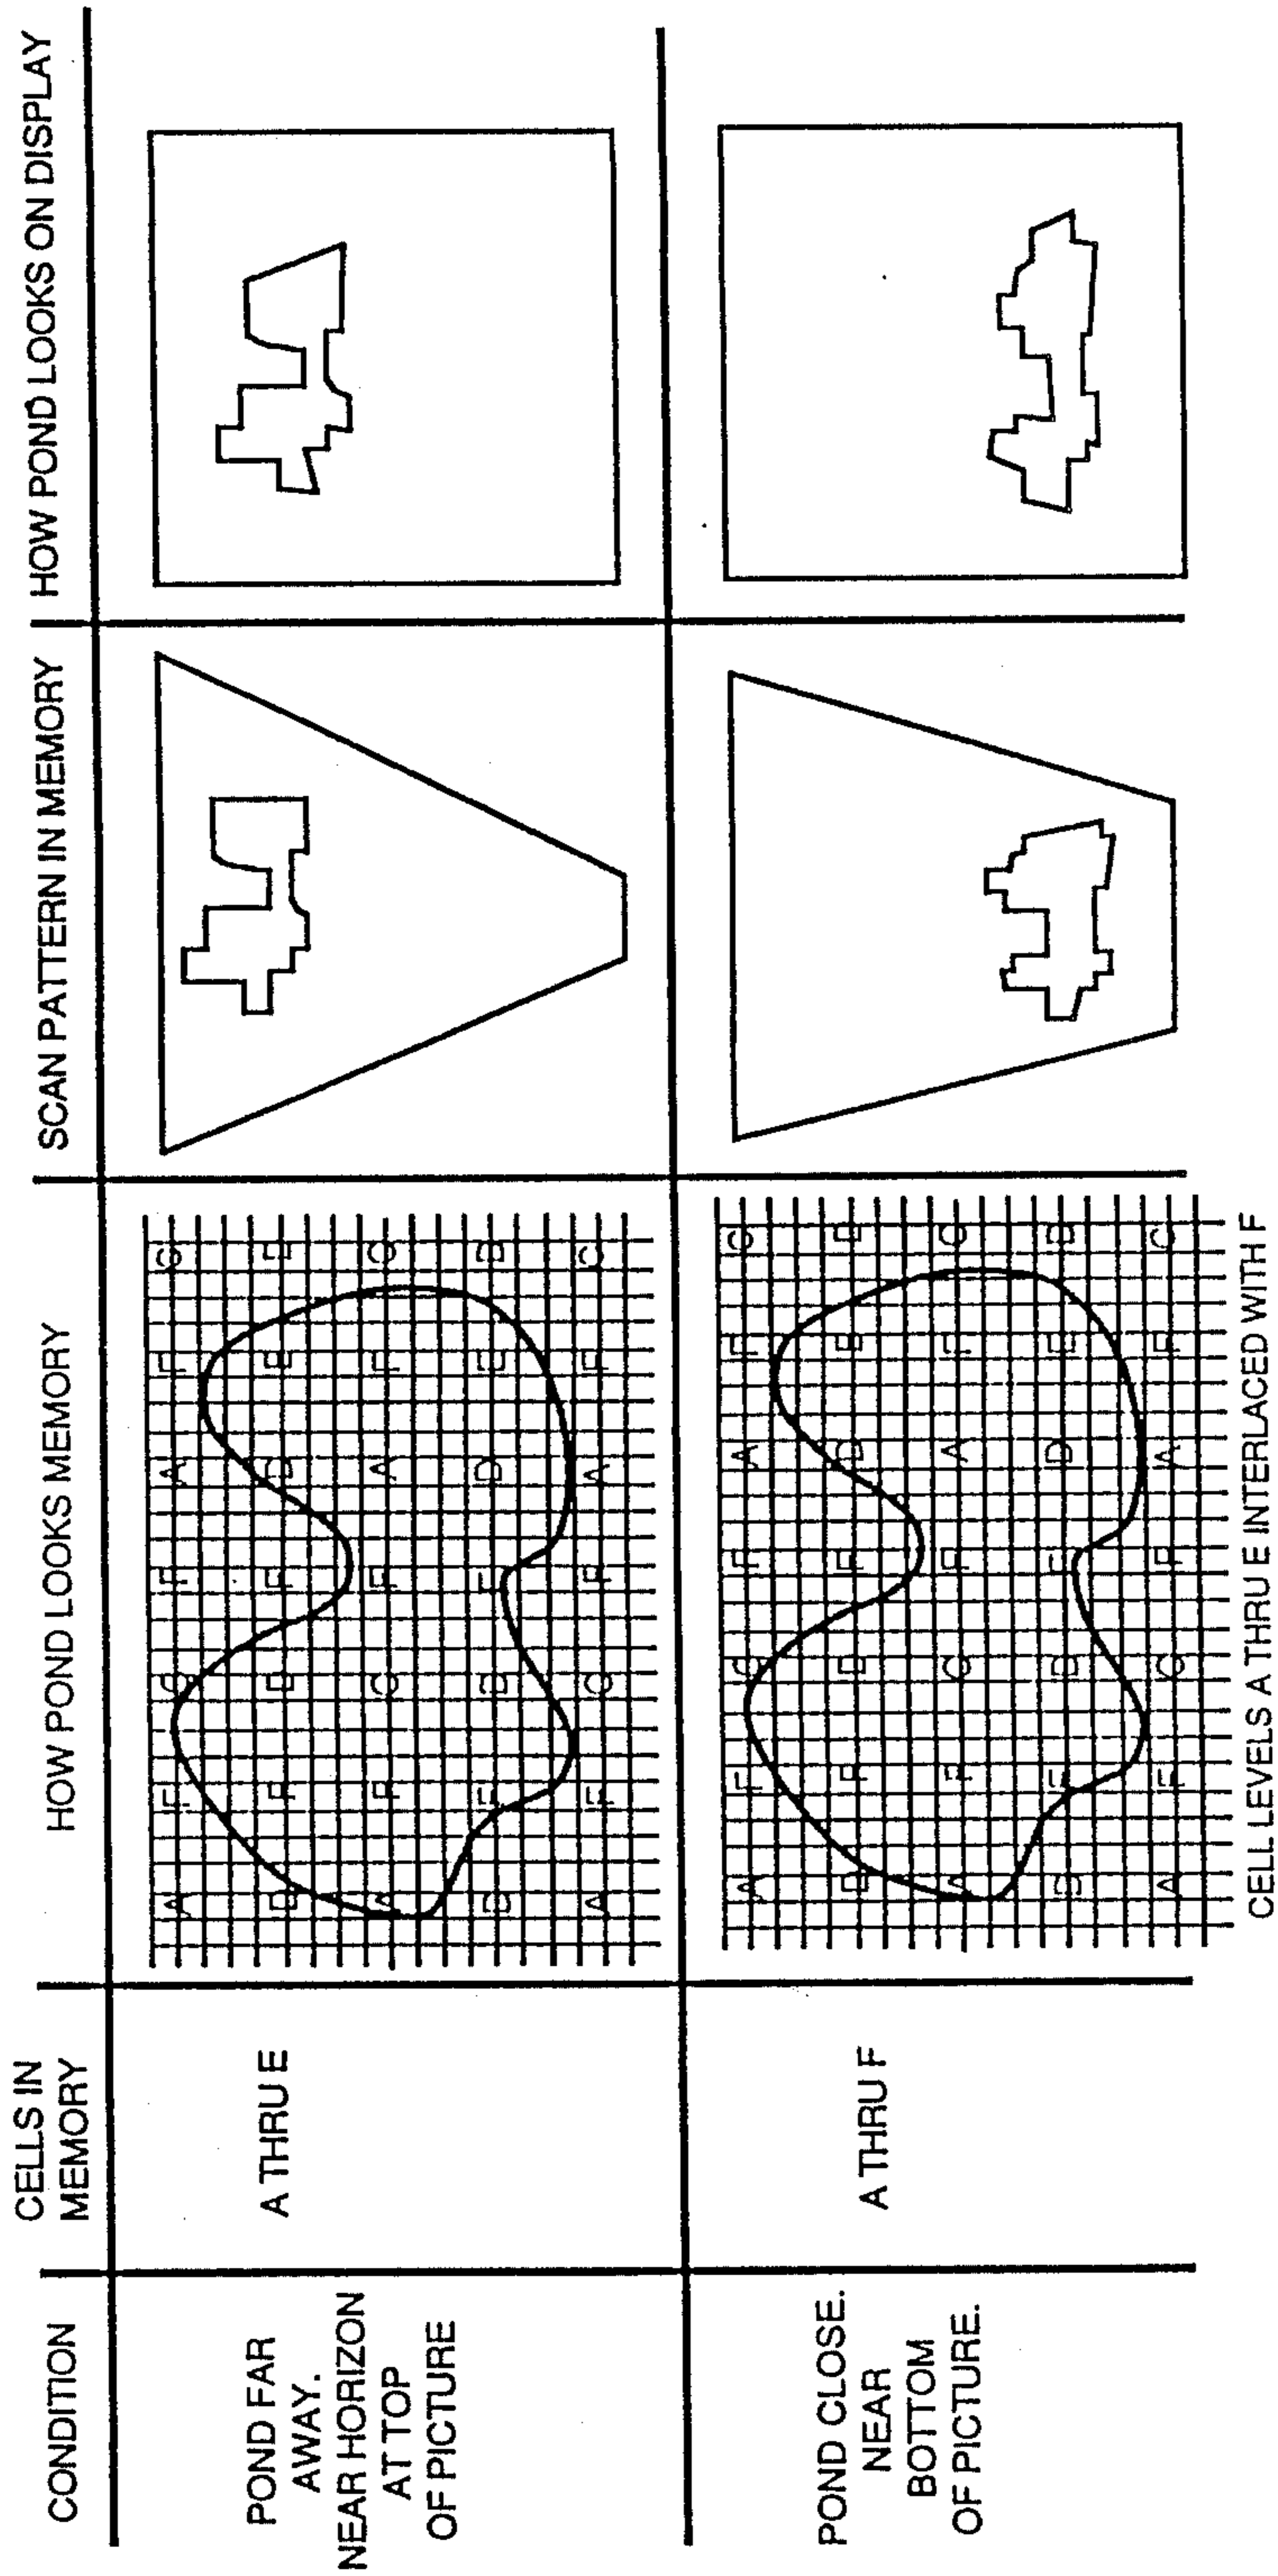 CONDITION
CELLS IN
MEMORY
HOW POND LOOKS MEMORY
SCAN PATTERN IN MEMORY
HOW POND LOOKS ON DISPLAY
POND FAR
AWAY.
NEAR HORIZON
AT TOP
OF PICTURE
A THRU E
A F C F A F C
A F C F A F C
A F C F A F C
POND CLOSE.
NEAR
BOTTOM
OF PICTURE.
A THRU F
A F C F A F C
A F C F A F C
A F C F A F C
CELL LEVELS A THRU E INTERLACED WITH F